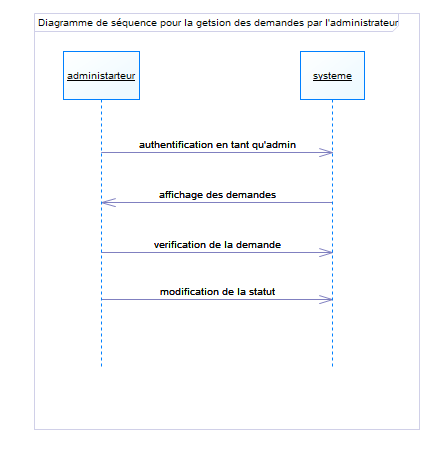 Diagramme de séquence pour la getsion des demandes par l'administrateur
administarteur
systeme
authentification en tant qu'admin
affichage des demandes
verification de la demande
modification de la statut